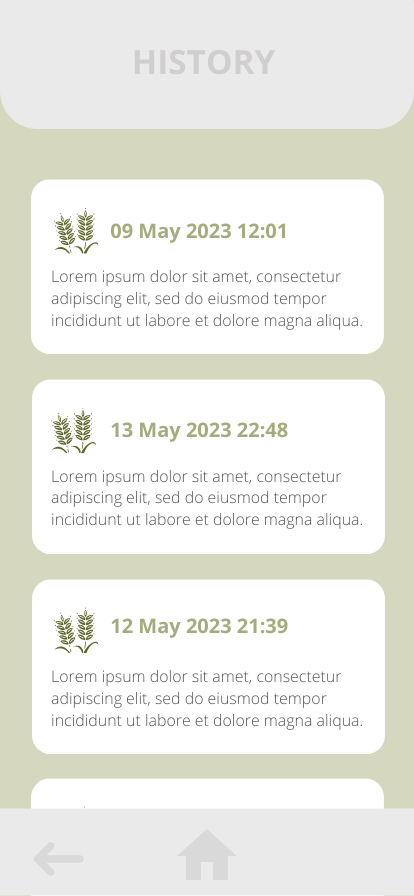 HISTORY
09 May 2023 12:01
Lorem ipsum dolor sit amet, consectetur
adipiscing elit, sed do eiusmod tempor
incididunt ut labore et dolore magna aliqua.
13 May 2023 22:48
Lorem ipsum dolor sit amet, consectetur
adipiscing elit, sed do eiusmod tempor
incididunt ut labore et dolore magna aliqua.
12 May 2023 21:39
Lorem ipsum dolor sit amet, consectetur
adipiscing elit, sed do eiusmod tempor
incididunt ut labore et dolore magna aliqua.